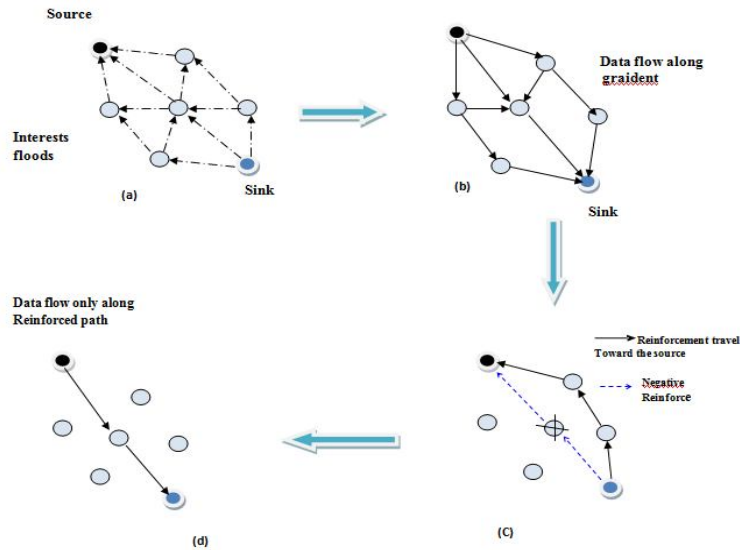 Source
Interests
floods
Sink
(a)
Data flow along
graident
(b)
Sink
Data flow only along
Reinforced path
(d)
Reinforcement travel
Toward the source
Negative
Reinforce
(C)